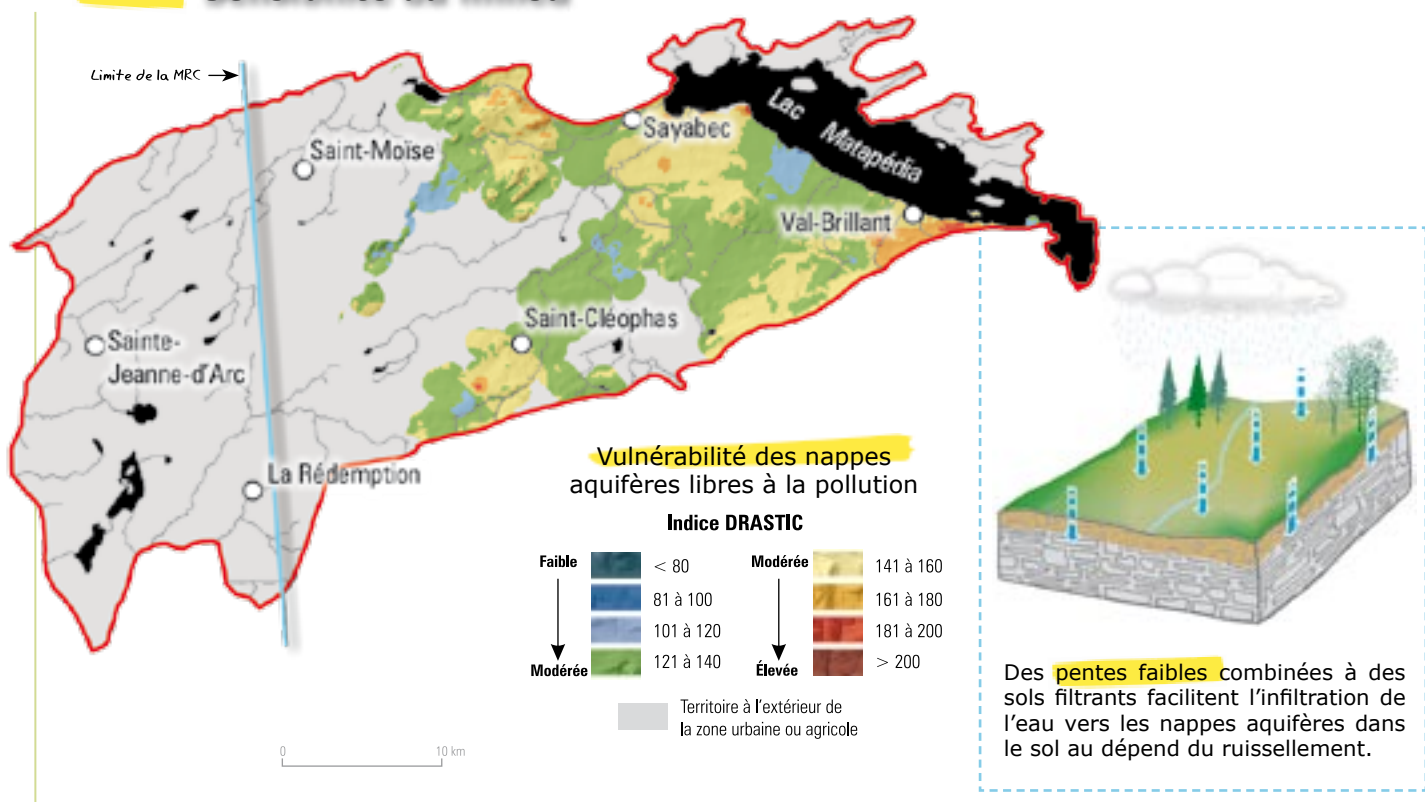 Limite de la MRC
Saint-Moïse
Sayabec
Lac Matapédia
Val-Brillant
Saint-Cléophas
Sainte-
Jeanne-d'Arc
La Rédemption
Vulnérabilité des nappes
aquifères libres à la pollution
Indice DRASTIC
Faible
< 80
81 à 100
101 à 120
Modérée
121 à 140
Modérée
141 à 160
161 à 180
181 à 200
Élevée
> 200
Territoire à l'extérieur de
la zone urbaine ou agricole
0 10 km
Des pentes faibles combinées à des
sols filtrants facilitent l'infiltration de
l'eau vers les nappes aquifères dans
le sol au dépend du ruissellement.